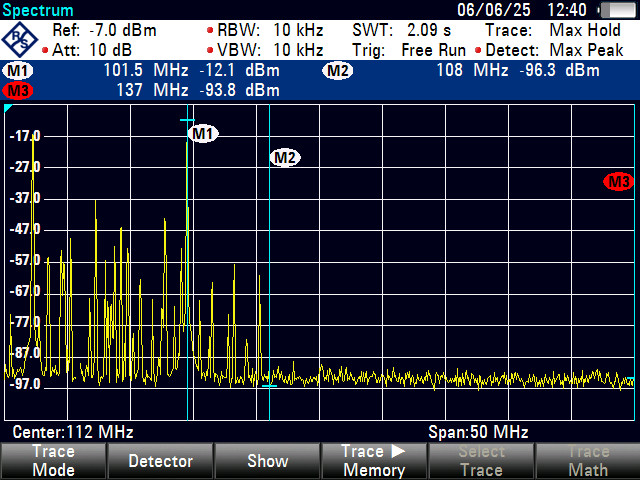 Spectrum 06/06/25 12:40
R&S Ref: -7.0 dBm RBW: 10 kHz SWT: 2.09 s Trace: Max Hold
Att: 10 dB VBW: 10 kHz Trig: Free Run Detect: Max Peak
M1 101.5 MHz -12.1 dBm M2 108 MHz -96.3 dBm
M3 137 MHz -93.8 dBm
-17.0 M1
M2
-27.0
M3
-37.0
-47.0
-57.0
-67.0
-77.0
-87.0
-97.0
Center:112 MHz Span:50 MHz
Trace Mode Detector Show Trace ▶ Memory Select Trace Trace Math